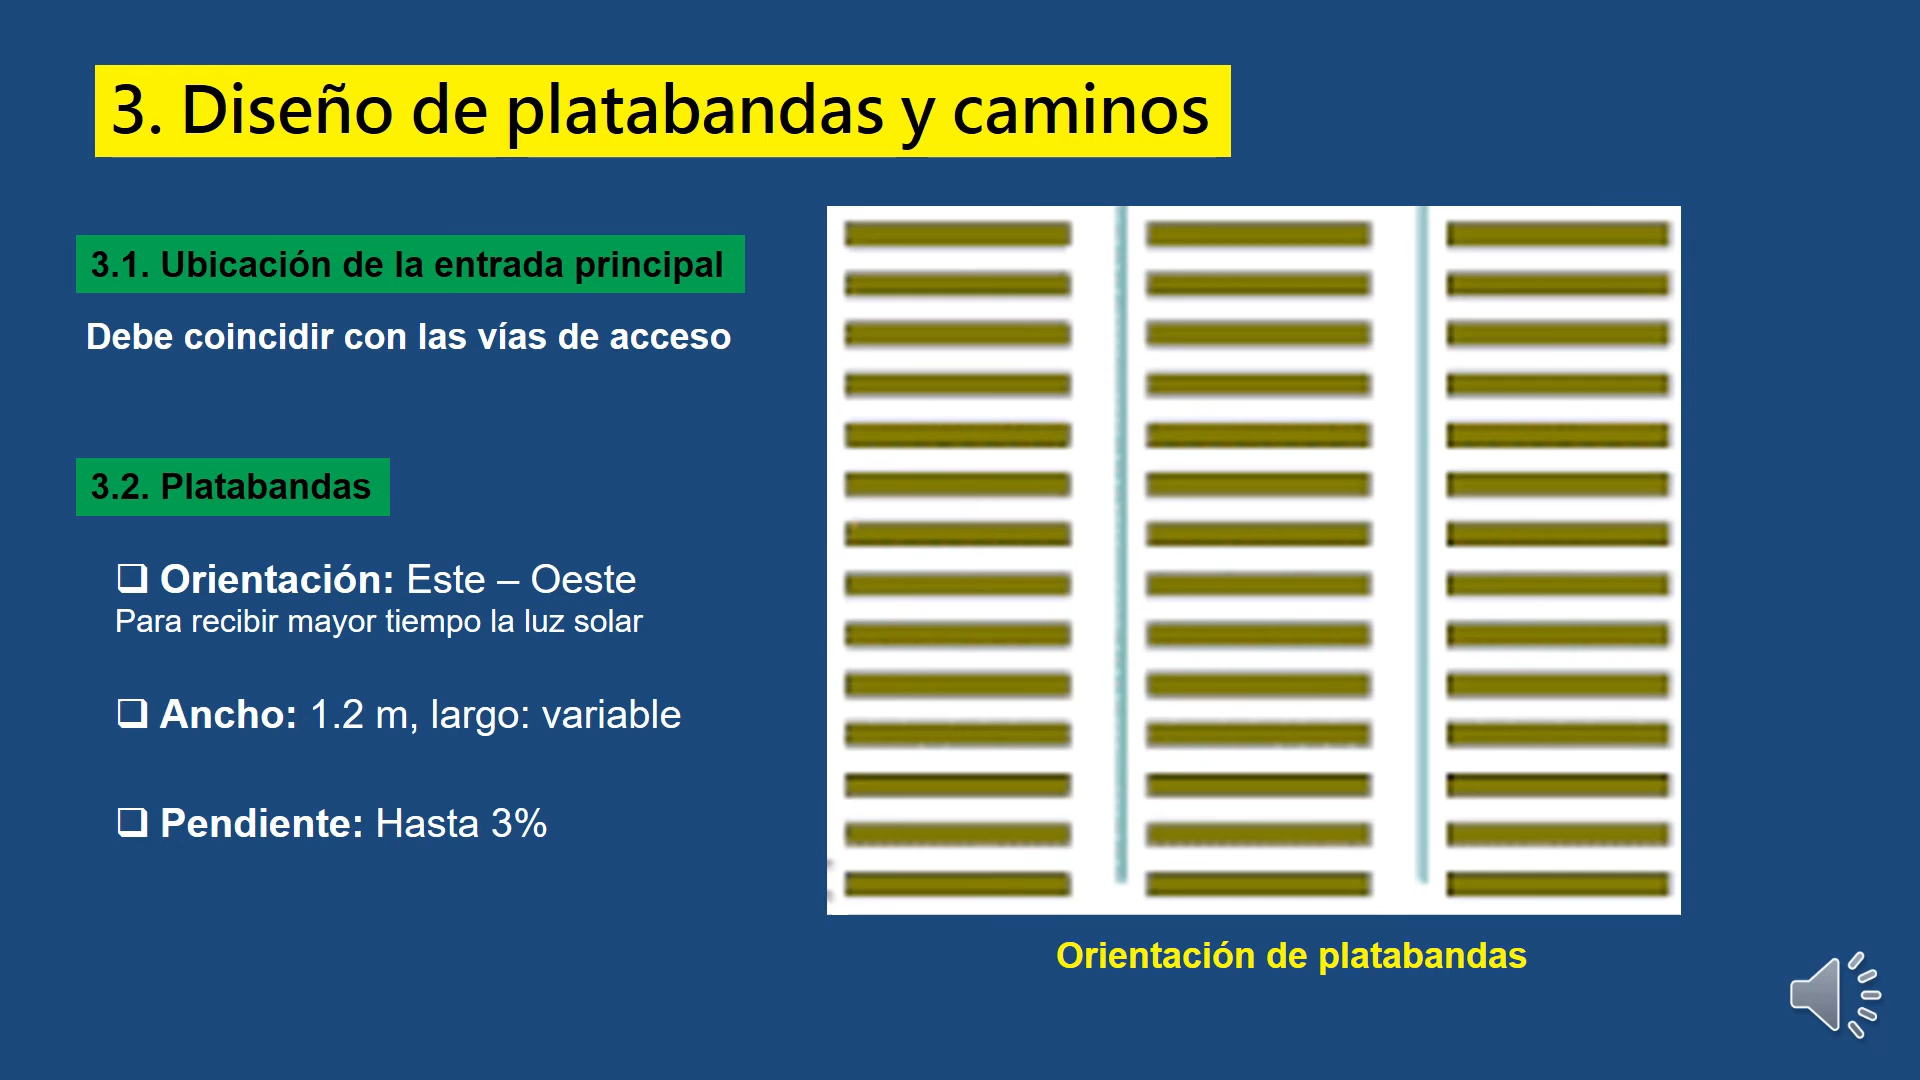 3. Diseño de platabandas y caminos
3.1. Ubicación de la entrada principal
Debe coincidir con las vías de acceso
3.2. Platabandas
❑ Orientación: Este – Oeste
Para recibir mayor tiempo la luz solar
❑ Ancho: 1.2 m, largo: variable
❑ Pendiente: Hasta 3%
Orientación de platabandas